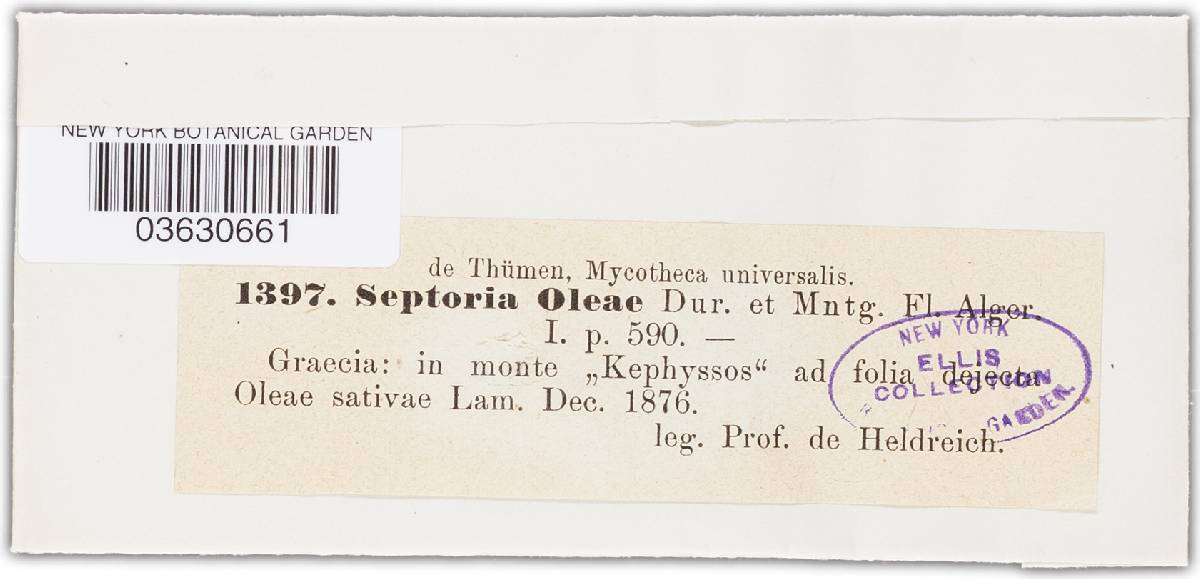 NEW YORK BOTANICAL GARDEN
03630661
de Thümen, Mycotheca universalis.
1397. Septoria Oleae Dur. et Mntg. Fl. Alger.
I. p. 590. —
Graecia: in monte „Kephyssos“ ad folia dejecta
Oleae sativae Lam. Dec. 1876.
leg. Prof. de Heldreich.
NEW YORK
ELLIS
COLLECTION
GARDEN.